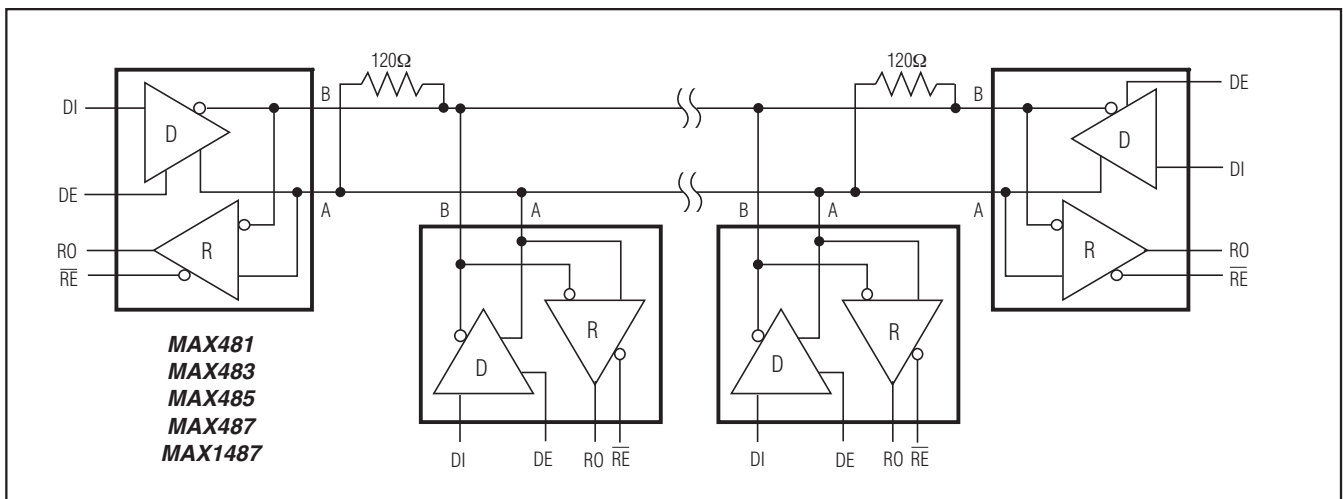 120Ω 120Ω
B B DE
DI D D
DI
DE
A B A B A A
RO R R RO
RE RE
R R
D D
MAX481
MAX483
MAX485
MAX487
MAX1487
DI DE RO RE DI DE RO RE